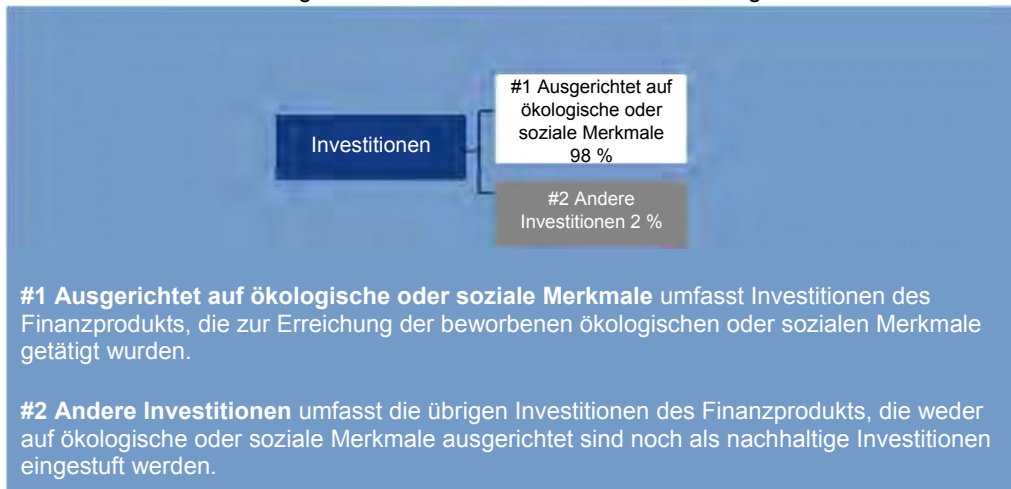 Investitionen
#1 Ausgerichtet auf
ökologische oder
soziale Merkmale
98 %
#2 Andere
Investitionen 2 %
#1 Ausgerichtet auf ökologische oder soziale Merkmale umfasst Investitionen des
Finanzprodukts, die zur Erreichung der beworbenen ökologischen oder sozialen Merkmale
getätigt wurden.
#2 Andere Investitionen umfasst die übrigen Investitionen des Finanzprodukts, die weder
auf ökologische oder soziale Merkmale ausgerichtet sind noch als nachhaltige Investitionen
eingestuft werden.